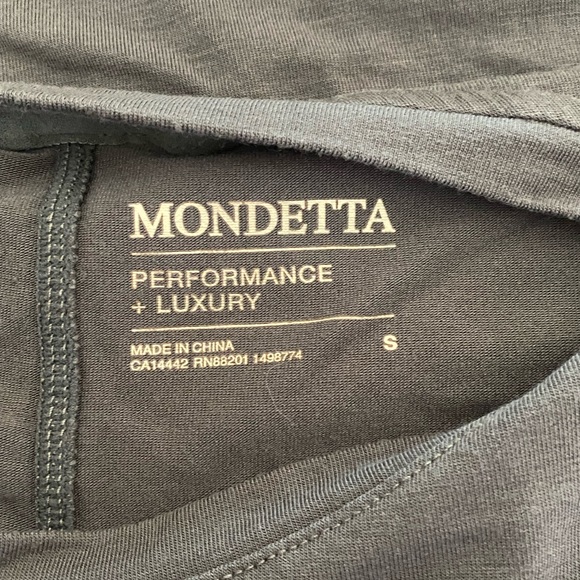 MONDETTA
PERFORMANCE
+ LUXURY
MADE IN CHINA
CA14442 RN88201 1498774
S